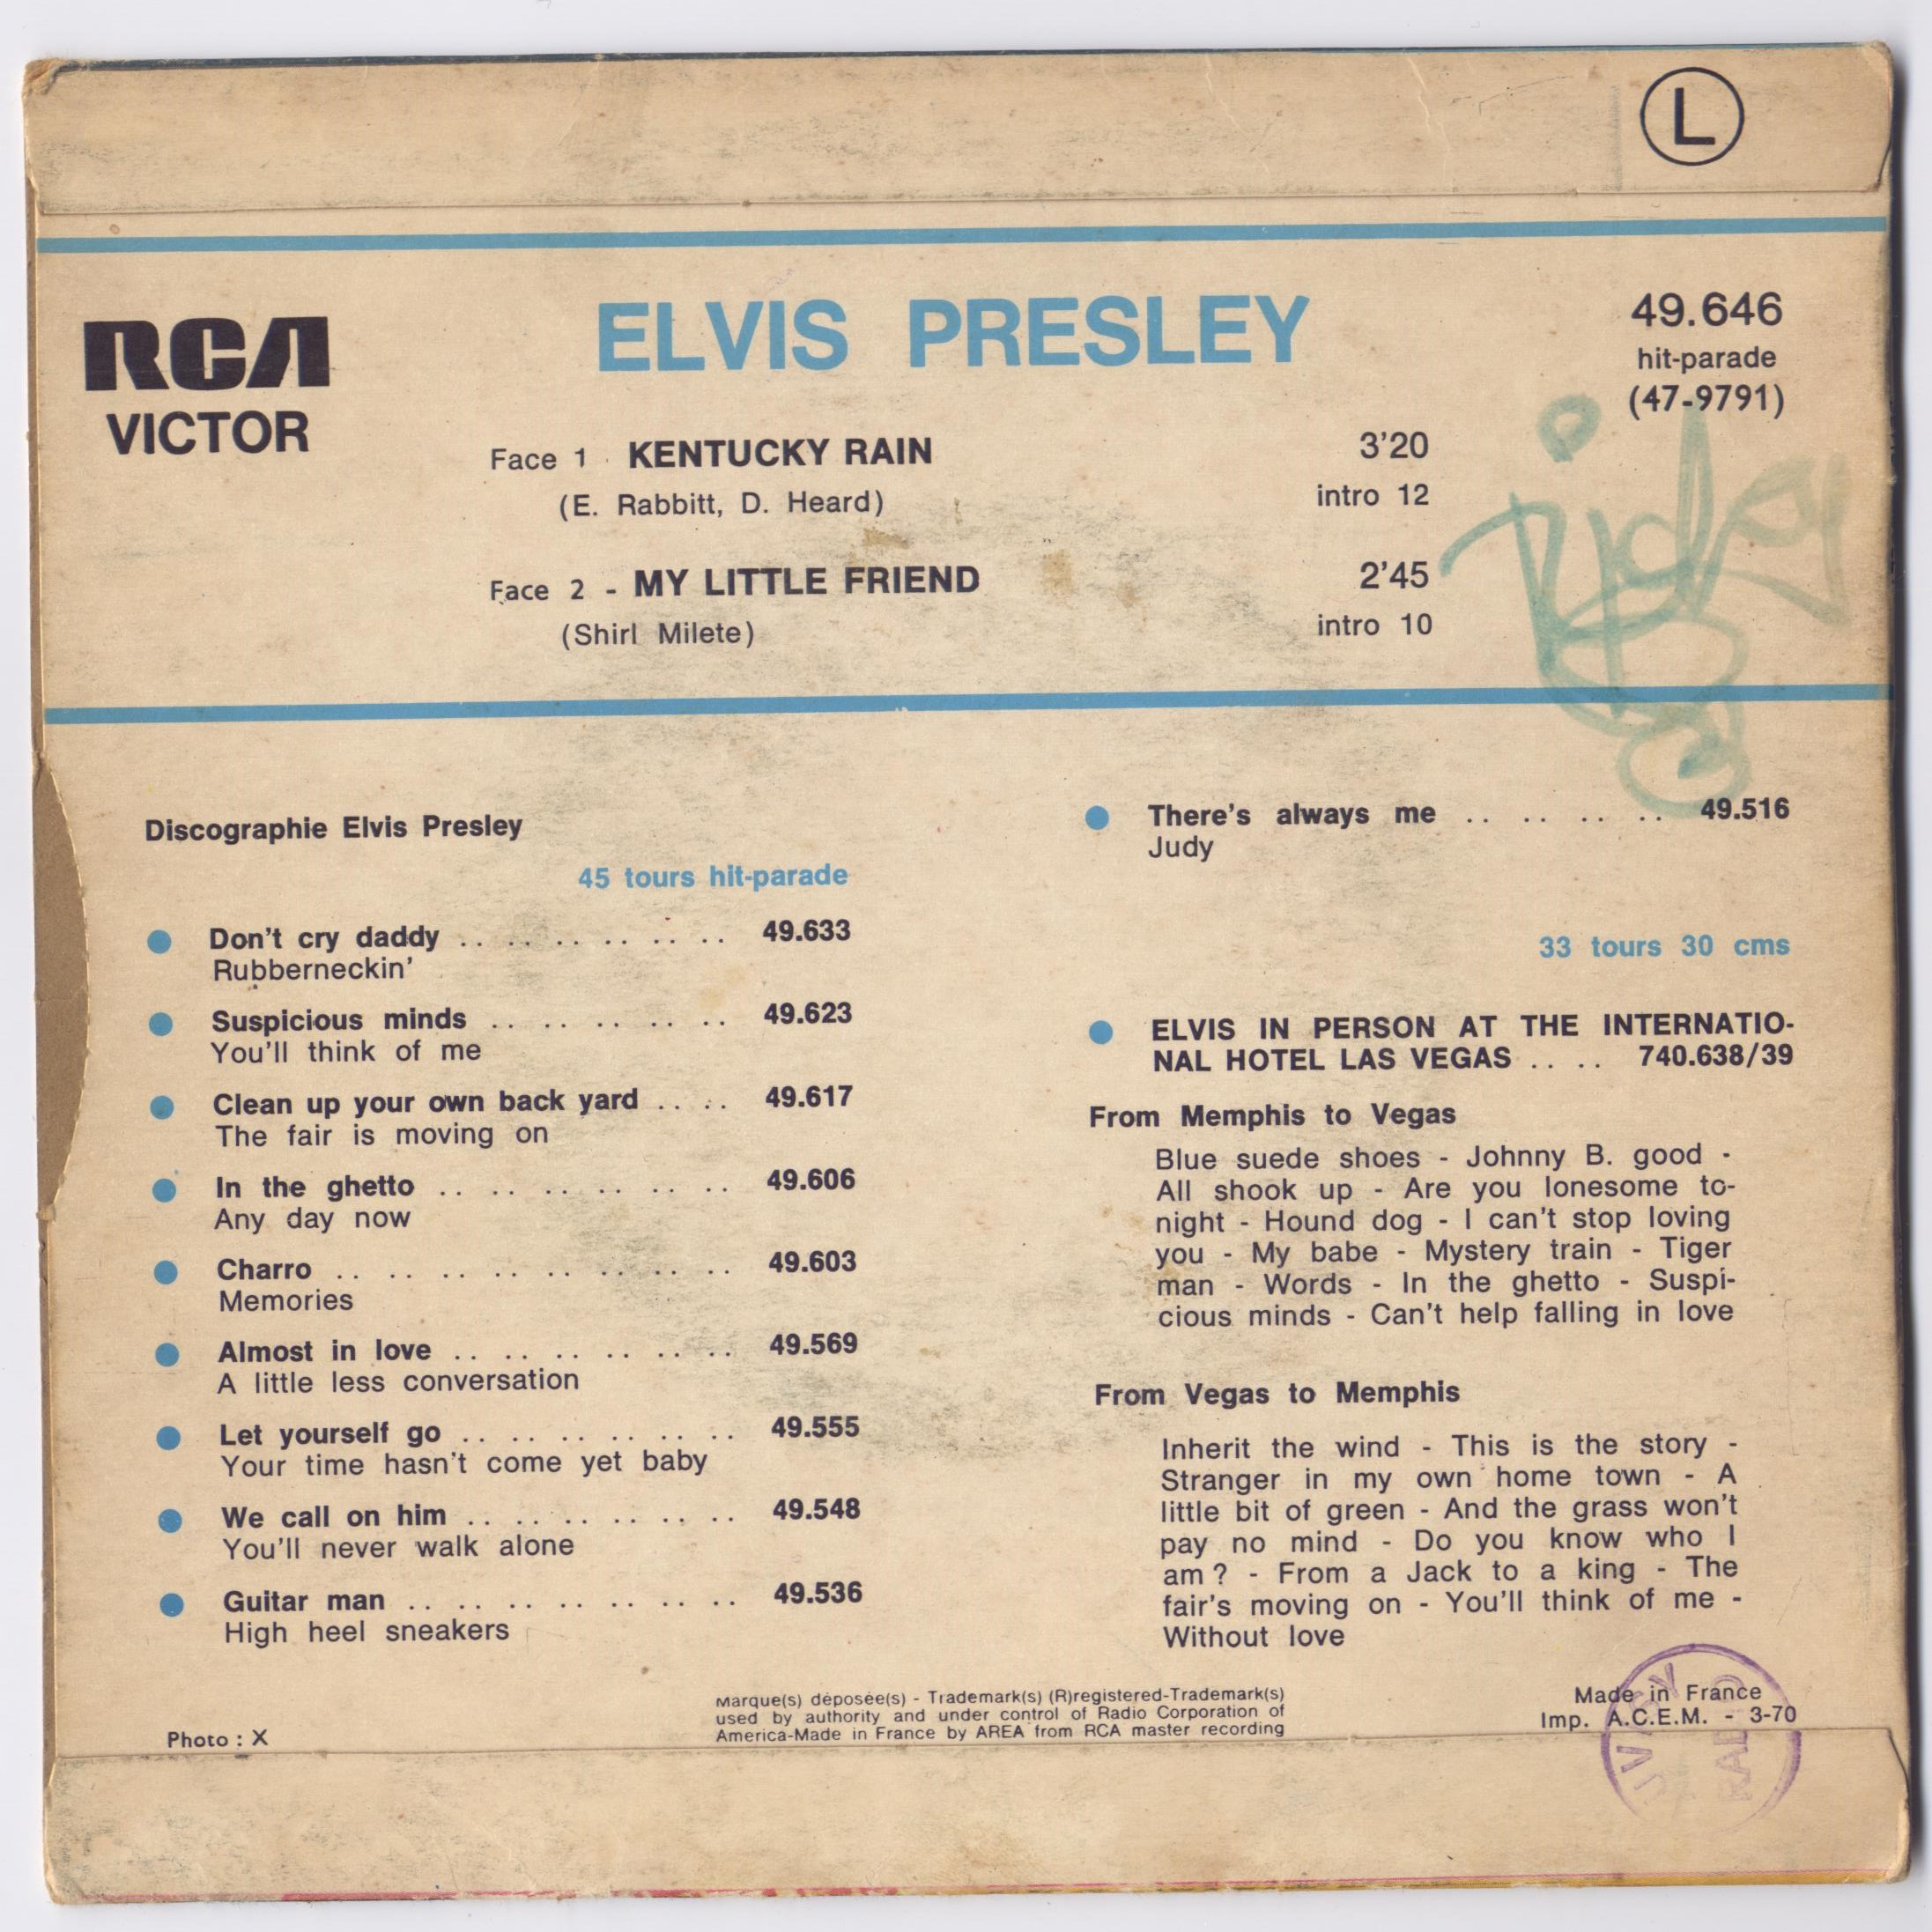 L
RCA
VICTOR
ELVIS PRESLEY
49.646
hit-parade
(47-9791)
Face 1 · KENTUCKY RAIN 3'20
(E. Rabbitt, D. Heard) intro 12
Face 2 - MY LITTLE FRIEND 2'45
(Shirl Milete) intro 10
Discographie Elvis Presley
45 tours hit-parade
Don't cry daddy .. .. .. .. .. .. 49.633
Rubberneckin'
Suspicious minds .. .. .. .. .. 49.623
You'll think of me
Clean up your own back yard .. .. 49.617
The fair is moving on
In the ghetto .. .. .. .. .. .. 49.606
Any day now
Charro .. .. .. .. .. .. .. .. 49.603
Memories
Almost in love .. .. .. .. .. .. 49.569
A little less conversation
Let yourself go .. .. .. .. .. .. 49.555
Your time hasn't come yet baby
We call on him .. .. .. .. .. .. 49.548
You'll never walk alone
Guitar man .. .. .. .. .. .. .. 49.536
High heel sneakers
There's always me .. .. .. .. 49.516
Judy
33 tours 30 cms
ELVIS IN PERSON AT THE INTERNATIO-
NAL HOTEL LAS VEGAS .. .. 740.638/39
From Memphis to Vegas
Blue suede shoes - Johnny B. good -
All shook up - Are you lonesome to-
night - Hound dog - I can't stop loving
you - My babe - Mystery train - Tiger
man - Words - In the ghetto - Suspi-
cious minds - Can't help falling in love
From Vegas to Memphis
Inherit the wind - This is the story -
Stranger in my own home town - A
little bit of green - And the grass won't
pay no mind - Do you know who I
am ? - From a Jack to a king - The
fair's moving on - You'll think of me -
Without love
Photo : X
Marque(s) déposée(s) - Trademark(s) (R)registered-Trademark(s)
used by authority and under control of Radio Corporation of
America-Made in France by AREA from RCA master recording
Made in France
Imp. A.C.E.M. - 3-70